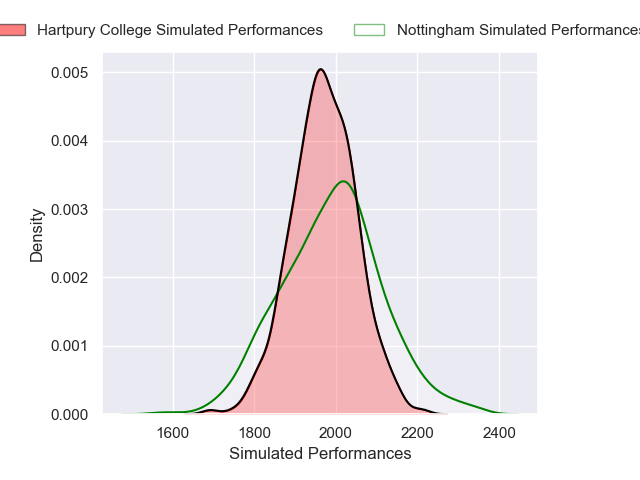 Hartpury College Simulated Performances Nottingham Simulated Performances
0.005
0.004
0.003
0.002
0.001
0.000
Density
1600 1800 2000 2200 2400
Simulated Performances